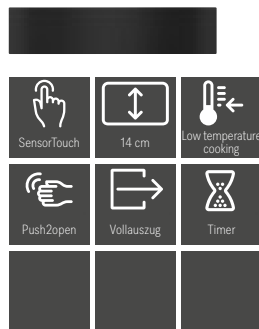 SensorTouch
14 cm
Low temperature
cooking
Push2open
Vollauszug
Timer